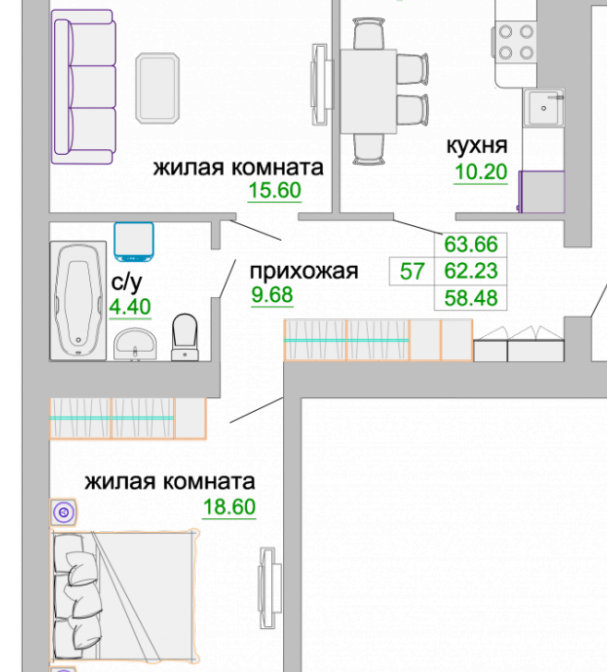 кухня
10.20
жилая комната
15.60
63.66
с/у
4.40
прихожая
9.68
57
62.23
58.48
жилая комната
18.60